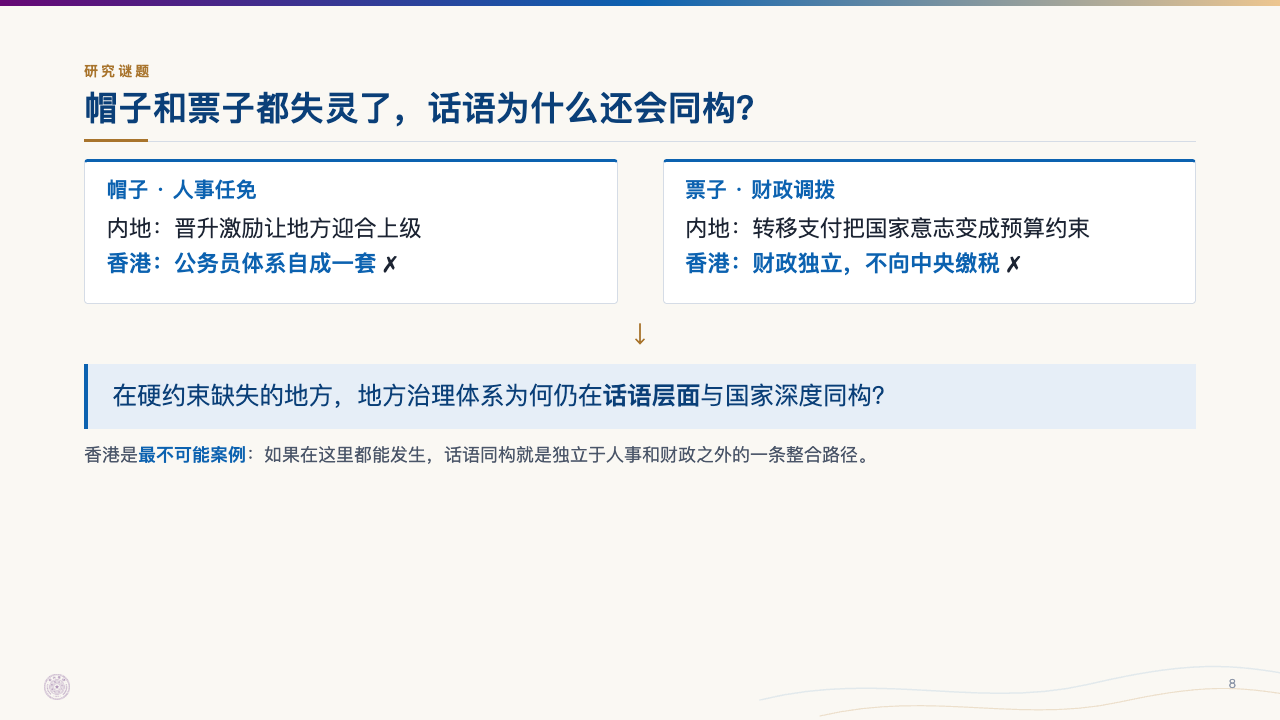 研究谜题
帽子和票子都失灵了，话语为什么还会同构？
帽子 · 人事任免
内地：晋升激励让地方迎合上级
香港：公务员体系自成一套 ✗
票子 · 财政调拨
内地：转移支付把国家意志变成预算约束
香港：财政独立，不向中央缴税 ✗
↓
在硬约束缺失的地方，地方治理体系为何仍在话语层面与国家深度同构？
香港是最不可能案例：如果在这里都能发生，话语同构就是独立于人事和财政之外的一条整合路径。
8